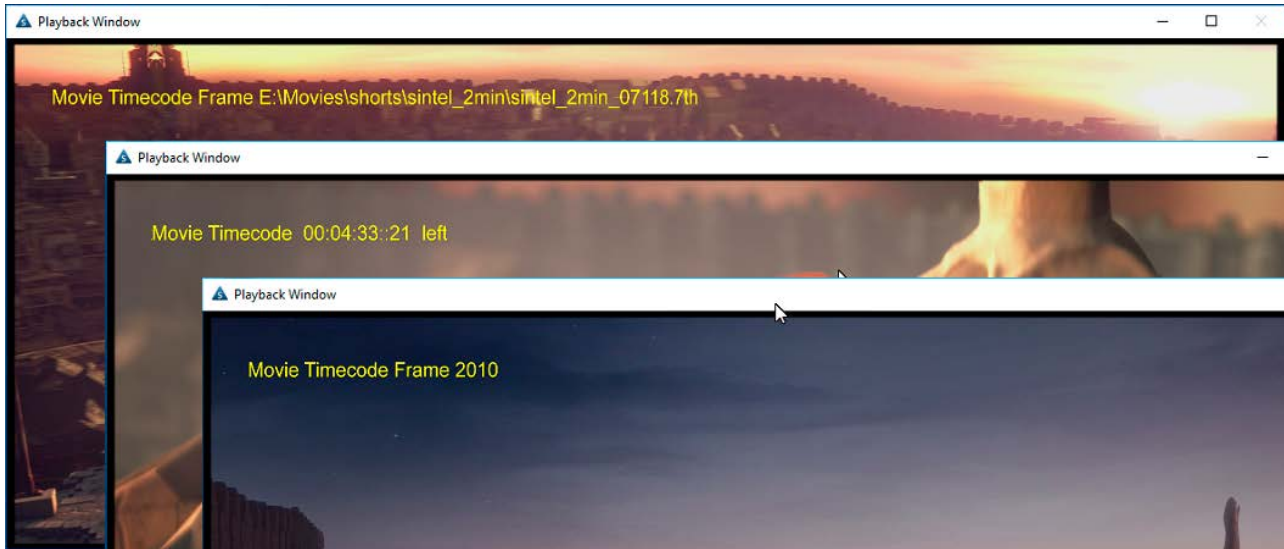 Playback Window
Movie Timecode Frame E:\Movies\shorts\sintel_2min\sintel_2min_07118.7th
Playback Window
Movie Timecode  00:04:33::21  left
Playback Window
Movie Timecode Frame 2010